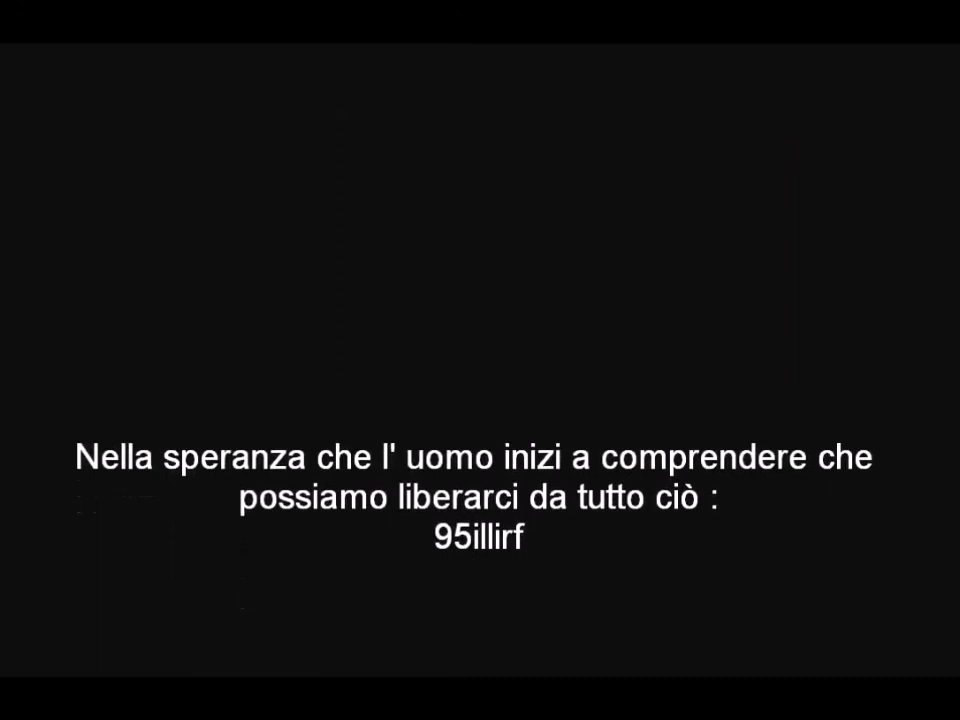 Nella speranza che l' uomo inizi a comprendere che
possiamo liberarci da tutto ciò :
95illirf